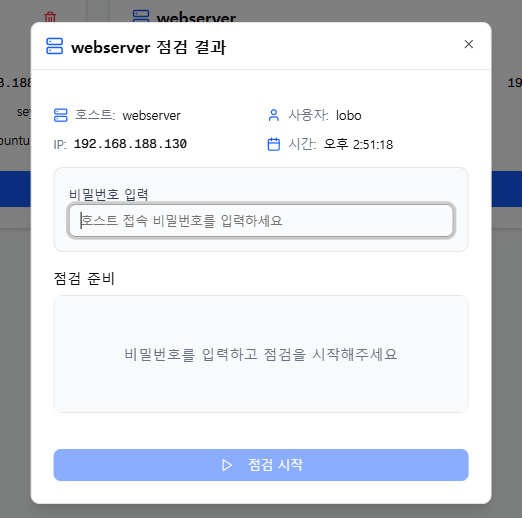 webserver
webserver 점검 결과
3.188
19
호스트: webserver
사용자: lobo
IP: 192.168.188.130
시간: 오후 2:51:18
비밀번호 입력
호스트 접속 비밀번호를 입력하세요
점검 준비
비밀번호를 입력하고 점검을 시작해주세요
점검 시작